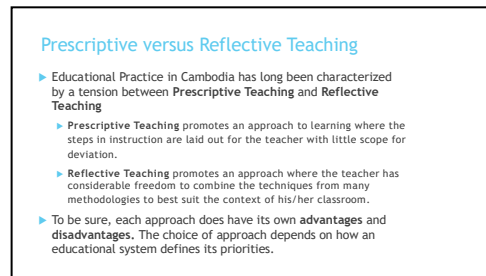 Prescriptive versus Reflective Teaching
Educational Practice in Cambodia has long been characterized
by a tension between Prescriptive Teaching and Reflective
Teaching
Prescriptive Teaching promotes an approach to learning where the
steps in instruction are laid out for the teacher with little scope for
deviation.
Reflective Teaching promotes an approach where the teacher has
considerable freedom to combine the techniques from many
methodologies to best suit the context of his/her classroom.
To be sure, each approach does have its own advantages and
disadvantages. The choice of approach depends on how an
educational system defines its priorities.